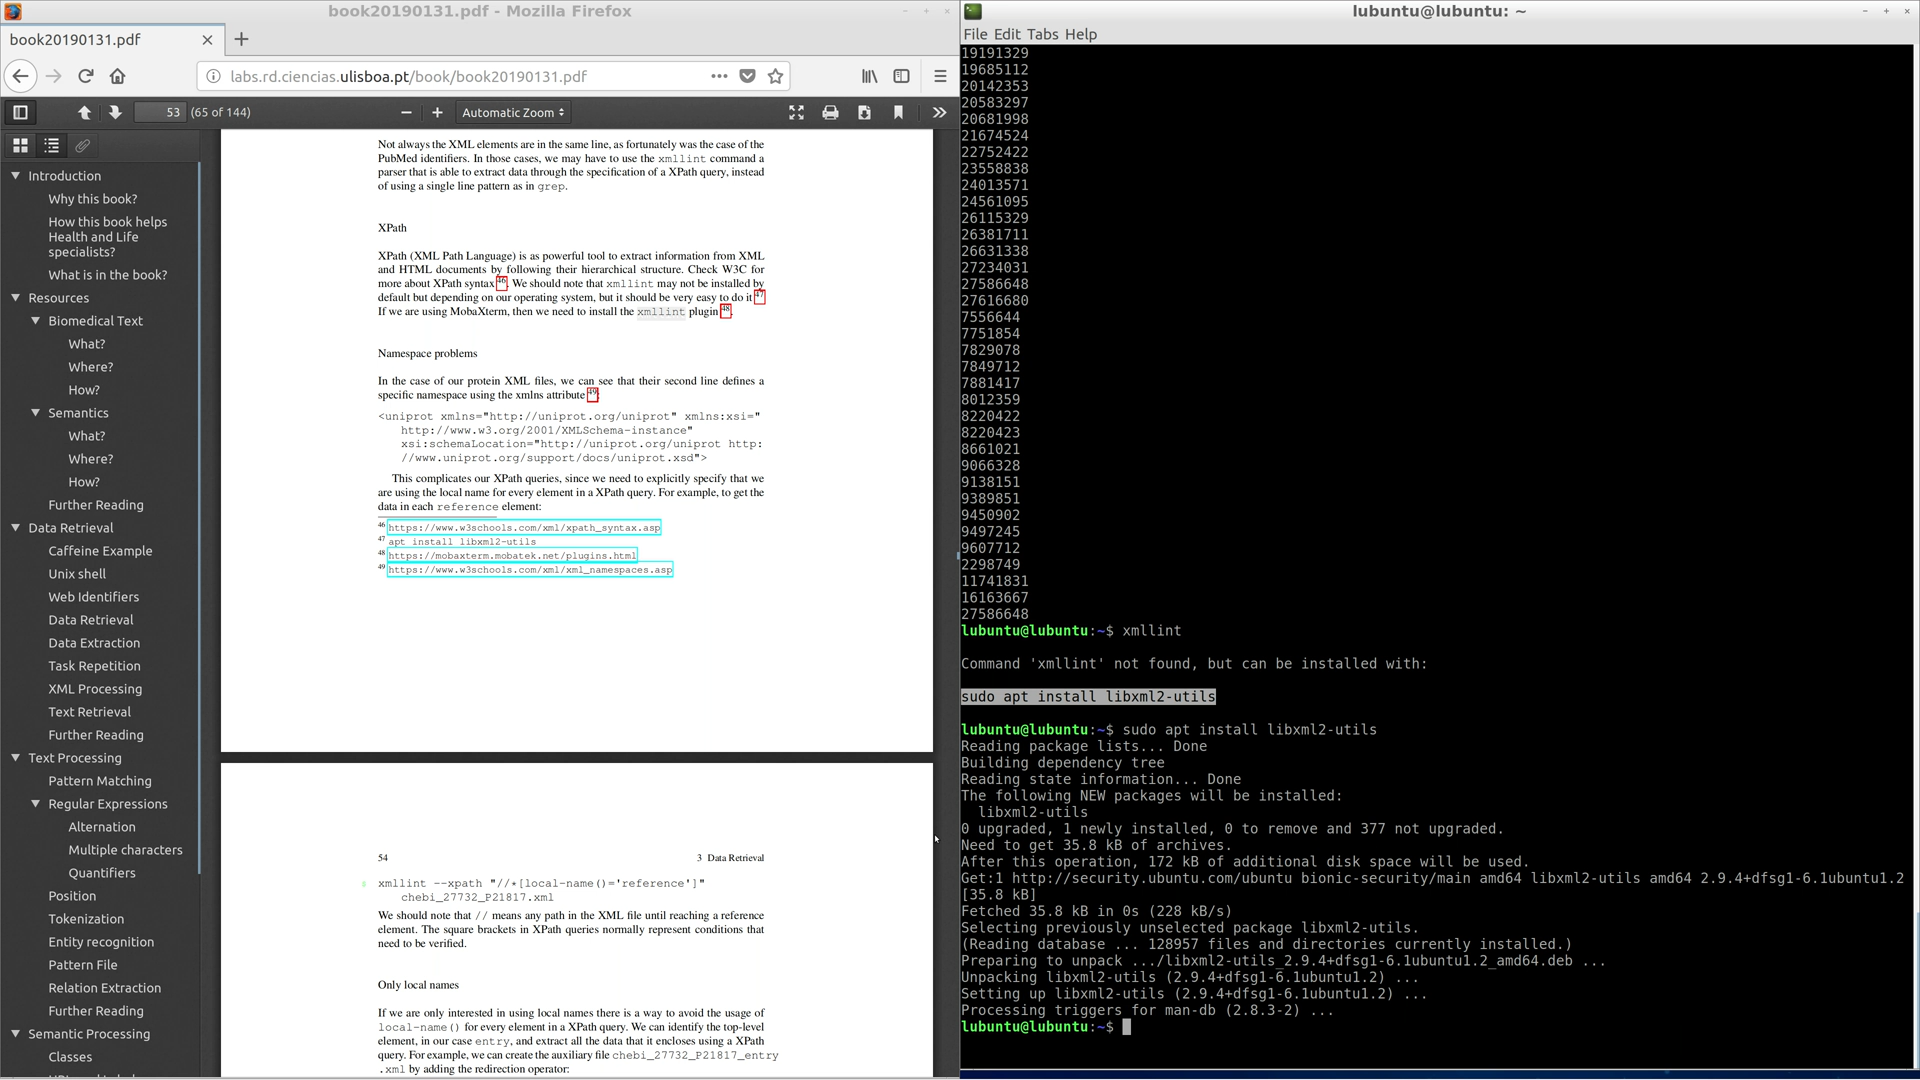 book20190131.pdf - Mozilla Firefox
book20190131.pdf
labs.rd.ciencias.ulisboa.pt/book/book20190131.pdf
53 (65 of 144)
Automatic Zoom
Introduction
Why this book?
How this book helps
Health and Life
specialists?
What is in the book?
Resources
Biomedical Text
What?
Where?
How?
Semantics
What?
Where?
How?
Further Reading
Data Retrieval
Caffeine Example
Unix shell
Web Identifiers
Data Retrieval
Data Extraction
Task Repetition
XML Processing
Text Retrieval
Further Reading
Text Processing
Pattern Matching
Regular Expressions
Alternation
Multiple characters
Quantifiers
Position
Tokenization
Entity recognition
Pattern File
Relation Extraction
Further Reading
Semantic Processing
Classes
Not always the XML elements are in the same line, as fortunately was the case of the
PubMed identifiers. In those cases, we may have to use the xmllint command a
parser that is able to extract data through the specification of a XPath query, instead
of using a single line pattern as in grep.
XPath
XPath (XML Path Language) is as powerful tool to extract information from XML
and HTML documents by following their hierarchical structure. Check W3C for
more about XPath syntax 46. We should note that xmllint may not be installed by
default but depending on our operating system, but it should be very easy to do it 47
If we are using MobaXterm, then we need to install the xmllint plugin 48.
Namespace problems
In the case of our protein XML files, we can see that their second line defines a
specific namespace using the xmlns attribute 49:
<uniprot xmlns="http://uniprot.org/uniprot" xmlns:xsi="
http://www.w3.org/2001/XMLSchema-instance"
xsi:schemaLocation="http://uniprot.org/uniprot http:
//www.uniprot.org/support/docs/uniprot.xsd">
This complicates our XPath queries, since we need to explicitly specify that we
are using the local name for every element in a XPath query. For example, to get the
data in each reference element:
46 https://www.w3schools.com/xml/xpath_syntax.asp
47 apt install libxml2-utils
48 https://mobaxterm.mobatek.net/plugins.html
49 https://www.w3schools.com/xml/xml_namespaces.asp
54 3 Data Retrieval
xmllint --xpath "//*[local-name()='reference']"
chebi_27732_P21817.xml
We should note that // means any path in the XML file until reaching a reference
element. The square brackets in XPath queries normally represent conditions that
need to be verified.
Only local names
If we are only interested in using local names there is a way to avoid the usage of
local-name() for every element in a XPath query. We can identify the top-level
element, in our case entry, and extract all the data that it encloses using a XPath
query. For example, we can create the auxiliary file chebi_27732_P21817_entry
.xml by adding the redirection operator:
lubuntu@lubuntu: ~
File Edit Tabs Help
19191329
19685112
20142353
20583297
20681998
21674524
22752422
23558838
24013571
24561095
26115329
26381711
26631338
27234031
27586648
27616680
7556644
7751854
7829078
7849712
7881417
8012359
8220422
8220423
8661021
9066328
9138151
9389851
9450902
9497245
9607712
2298749
11741831
16163667
27586648
lubuntu@lubuntu:~$ xmllint
Command 'xmllint' not found, but can be installed with:
sudo apt install libxml2-utils
lubuntu@lubuntu:~$ sudo apt install libxml2-utils
Reading package lists... Done
Building dependency tree
Reading state information... Done
The following NEW packages will be installed:
libxml2-utils
0 upgraded, 1 newly installed, 0 to remove and 377 not upgraded.
Need to get 35.8 kB of archives.
After this operation, 172 kB of additional disk space will be used.
Get:1 http://security.ubuntu.com/ubuntu bionic-security/main amd64 libxml2-utils amd64 2.9.4+dfsg1-6.1ubuntu1.2
[35.8 kB]
Fetched 35.8 kB in 0s (228 kB/s)
Selecting previously unselected package libxml2-utils.
(Reading database ... 128957 files and directories currently installed.)
Preparing to unpack .../libxml2-utils_2.9.4+dfsg1-6.1ubuntu1.2_amd64.deb ...
Unpacking libxml2-utils (2.9.4+dfsg1-6.1ubuntu1.2) ...
Setting up libxml2-utils (2.9.4+dfsg1-6.1ubuntu1.2) ...
Processing triggers for man-db (2.8.3-2) ...
lubuntu@lubuntu:~$